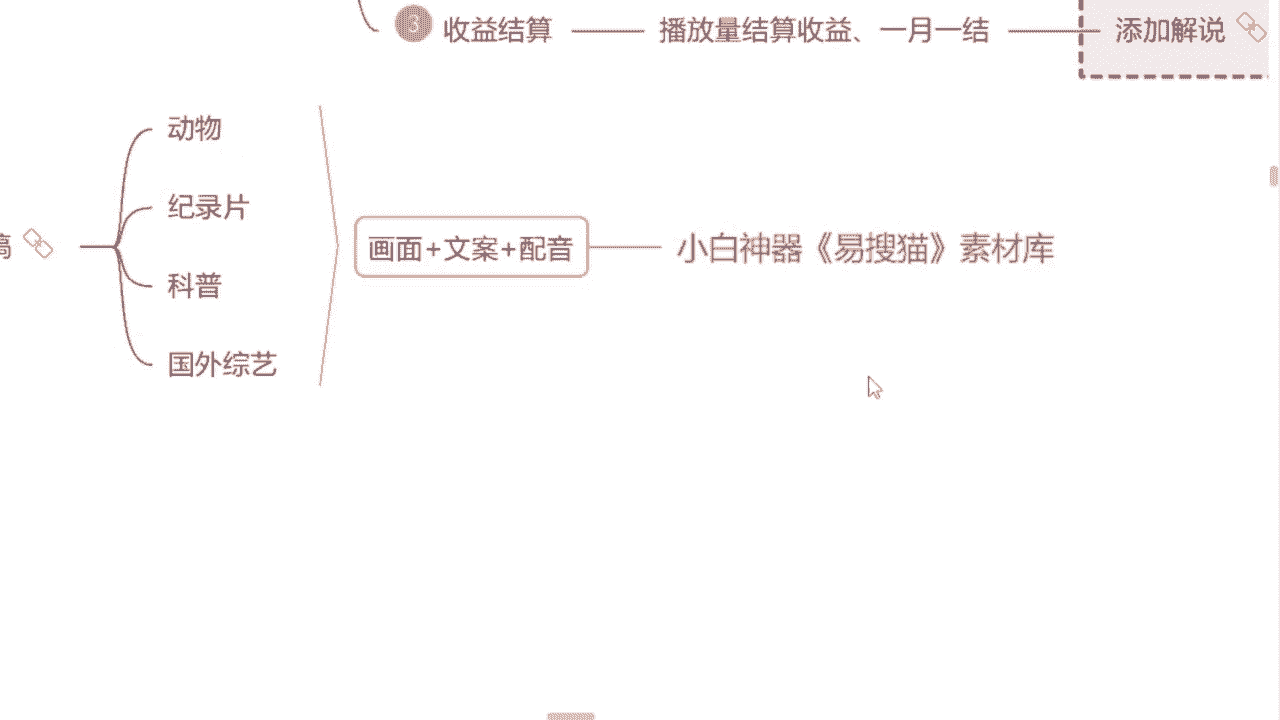 3 收益结算 播放量结算收益、一月一结 添加解说
动物
纪录片
稿 画面+文案+配音 小白神器《易搜猫》素材库
科普
国外综艺